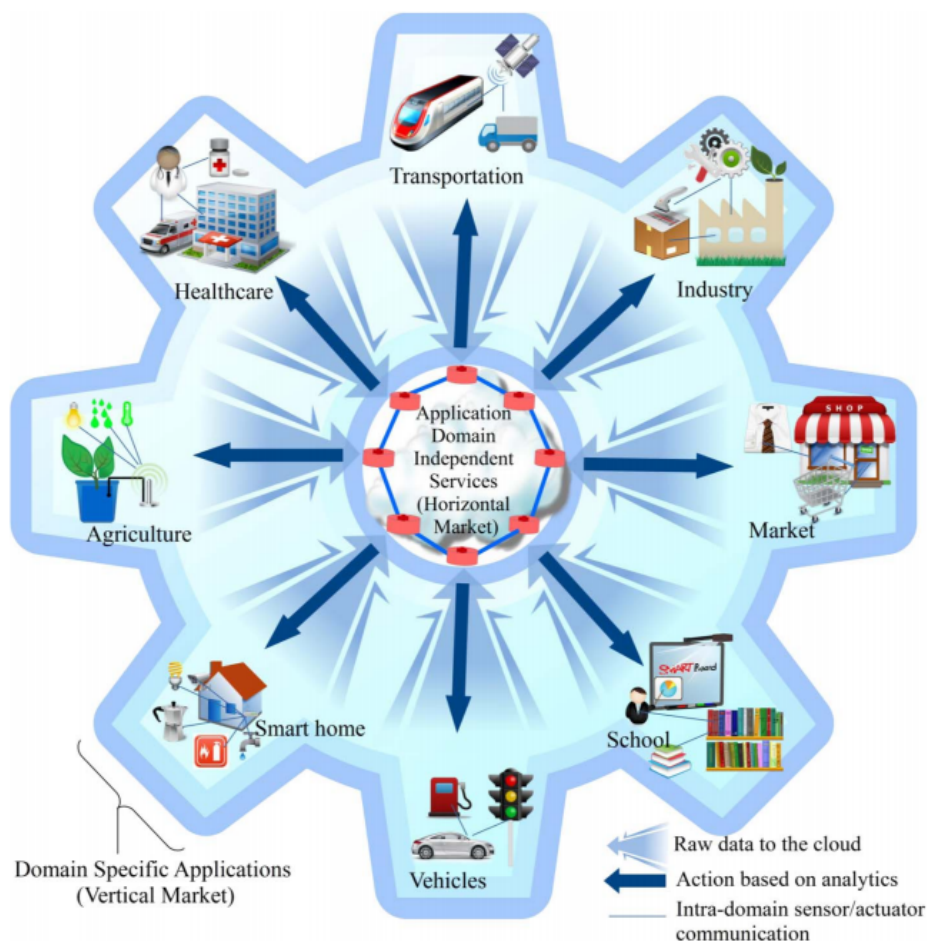 Transportation
Healthcare
Industry
SHOP
Application
Domain
Independent
Services
(Horizontal
Market)
Agriculture
Market
SMART Board
Smart home
School
Vehicles
Domain Specific Applications
(Vertical Market)
Raw data to the cloud
Action based on analytics
Intra-domain sensor/actuator
communication